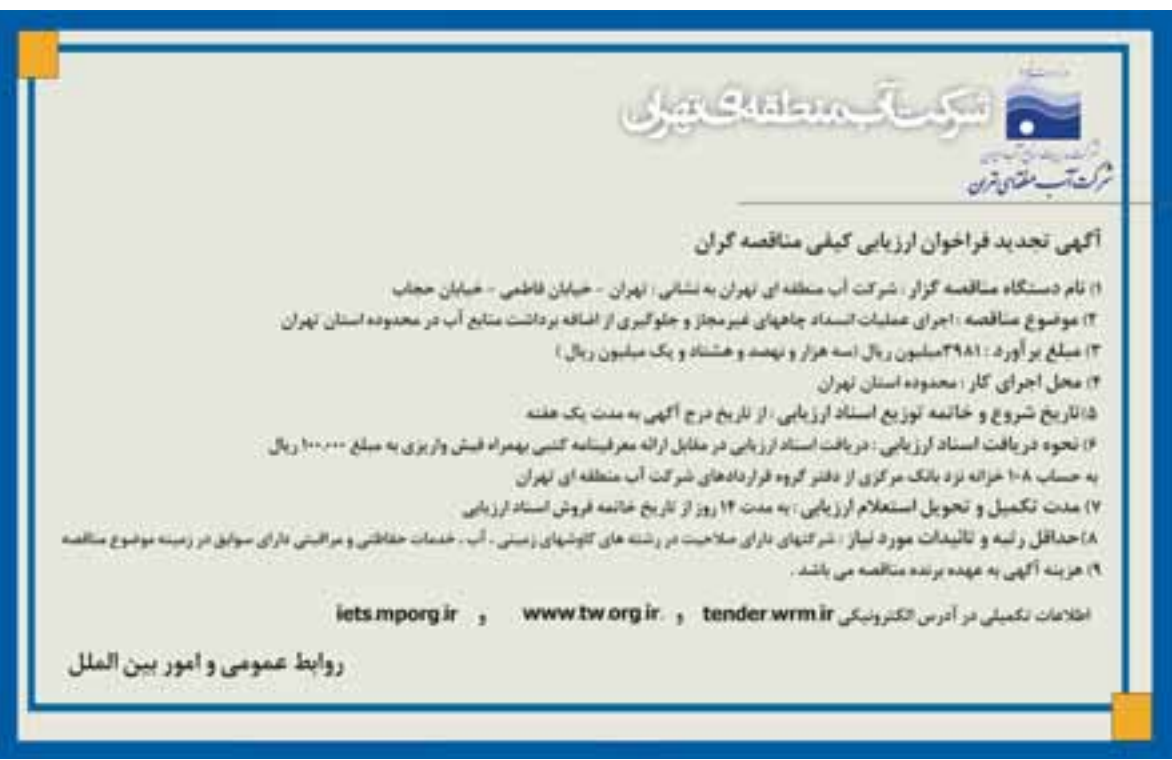 شرکت آب منطقه ای تهران
شرکت آب منطقه‌ای تهران
آگهی تجدید فراخوان ارزیابی کیفی مناقصه گران
۱) نام دستگاه مناقصه گزار : شرکت آب منطقه ای تهران به نشانی : تهران - خیابان فاطمی - خیابان حجاب
۲) موضوع مناقصه : اجرای عملیات انسداد چاههای غیرمجاز و جلوگیری از اضافه برداشت منابع آب در محدوده استان تهران
۳) مبلغ بر آورد : ۳۹۸۱میلیون ریال (سه هزار و نهصد و هشتاد و یک میلیون ریال )
۴) محل اجرای کار : محدوده استان تهران
۵)تاریخ شروع و خاتمه توزیع اسناد ارزیابی : از تاریخ درج آگهی به مدت یک هفته
۶) نحوه دریافت اسناد ارزیابی : دریافت اسناد ارزیابی در مقابل ارائه معرفینامه کتبی بهمراه فیش واریزی به مبلغ ۱۰۰.۰۰۰ ریال
به حساب ۱۰۸ خزانه نزد بانک مرکزی از دفتر گروه قراردادهای شرکت آب منطقه ای تهران
۷) مدت تکمیل و تحویل استعلام ارزیابی : به مدت ۱۴ روز از تاریخ خاتمه فروش اسناد ارزیابی
۸)حداقل رتبه و تائیدات مورد نیاز : شرکتهای دارای صلاحیت در رشته های کاوشهای زمینی ، آب ، خدمات حفاظتی و مراقبتی دارای سوابق در زمینه موضوع مناقصه
۹) هزینه آگهی به عهده برنده مناقصه می باشد .
اطلاعات تکمیلی در آدرس الکترونیکی tender.wrm.ir و www.tw.org.ir. و iets.mporg.ir
روابط عمومی و امور بین الملل